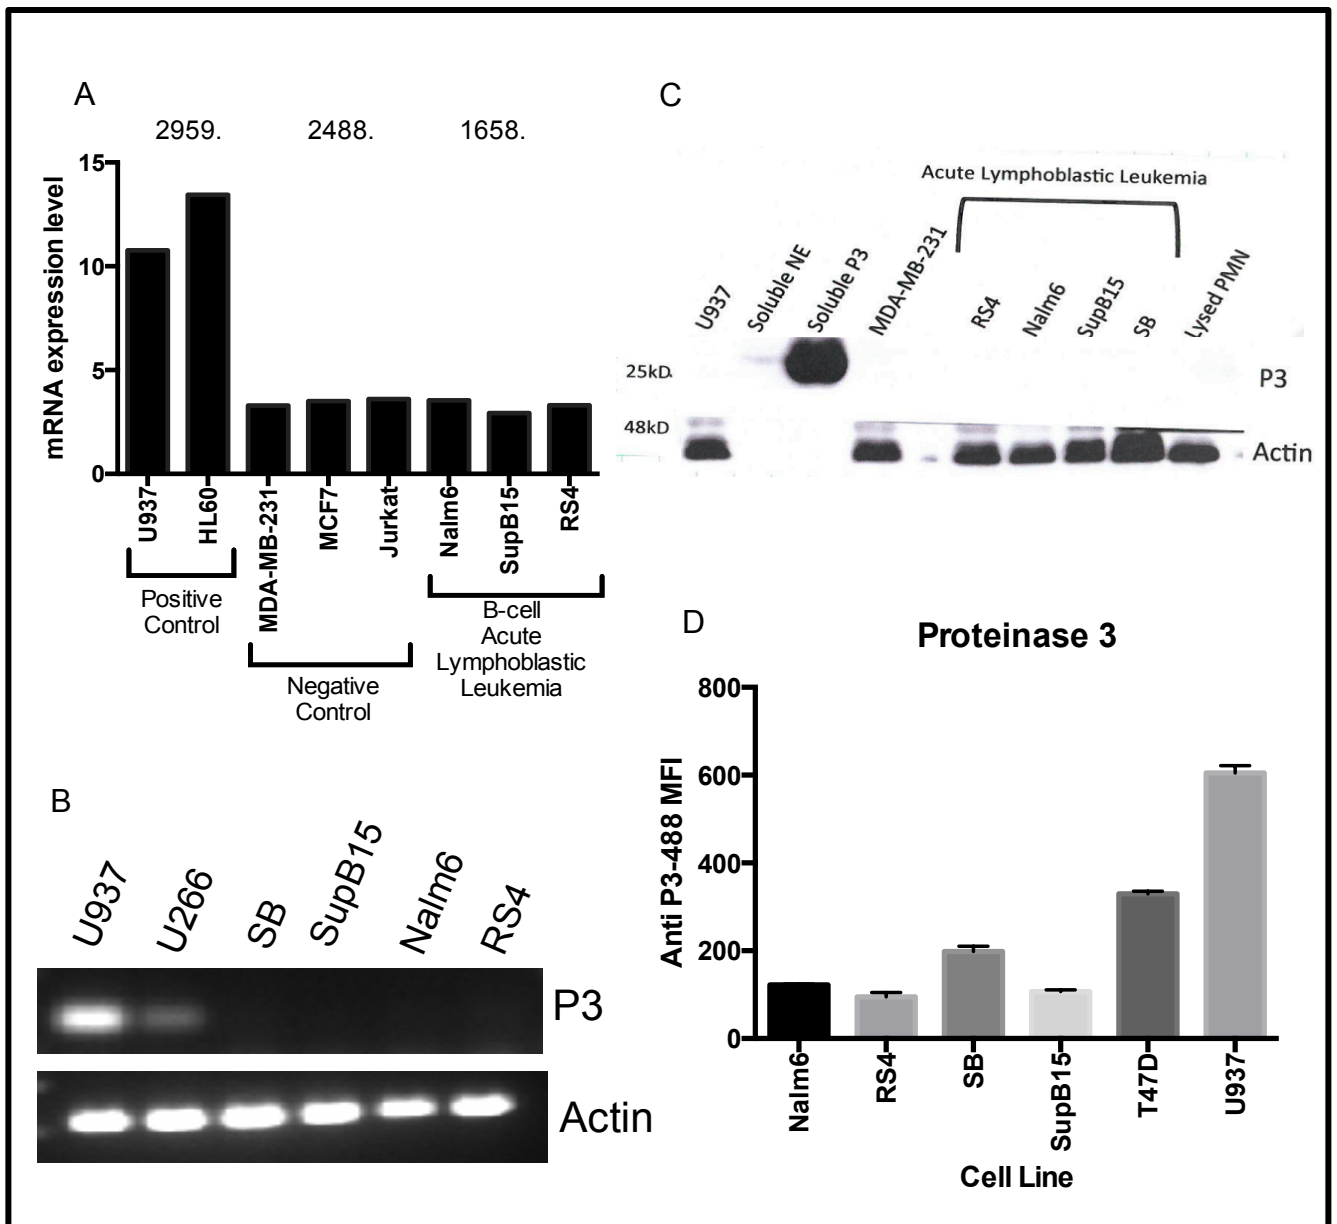 A
2959.
2488.
1658.
mRNA expression level
15
10
5
0
U937
HL60
MDA-MB-231
MCF7
Jurkat
Nalm6
SupB15
RS4
Positive
Control
Negative
Control
B-cell
Acute
Lymphoblastic
Leukemia
B
U937
U266
SB
SupB15
Nalm6
RS4
P3
Actin
C
Acute Lymphoblastic Leukemia
U937
Soluble NE
Soluble P3
MDA-MB-231
RS4
Nalm6
SupB15
SB
Lysed PMN
25kD
P3
48kD
Actin
D
Proteinase 3
Anti P3-488 MFI
800
600
400
200
0
Nalm6
RS4
SB
SupB15
T47D
U937
Cell Line